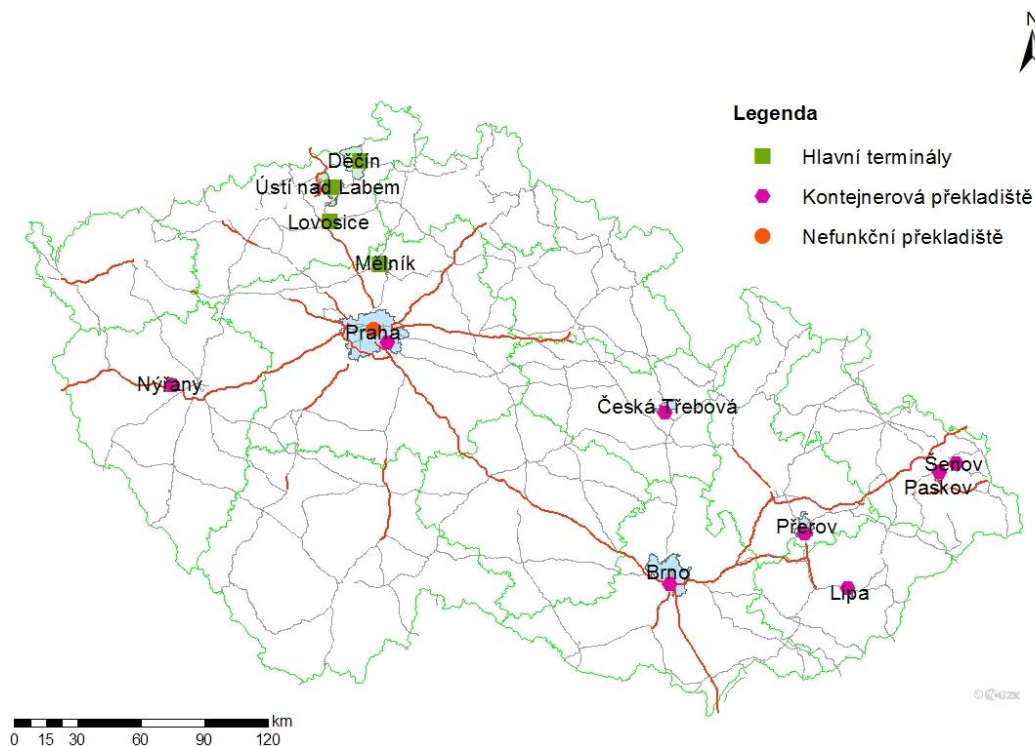 N
Legenda
Hlavní terminály
Kontejnerová překladiště
Nefunkční překladiště
Děčín
Ústí nad Labem
Lovosice
Mělník
Praha
Nýřany
Česká Třebová
Šenov
Paskov
Přerov
Brno
Lípa
km
0 15 30 60 90 120